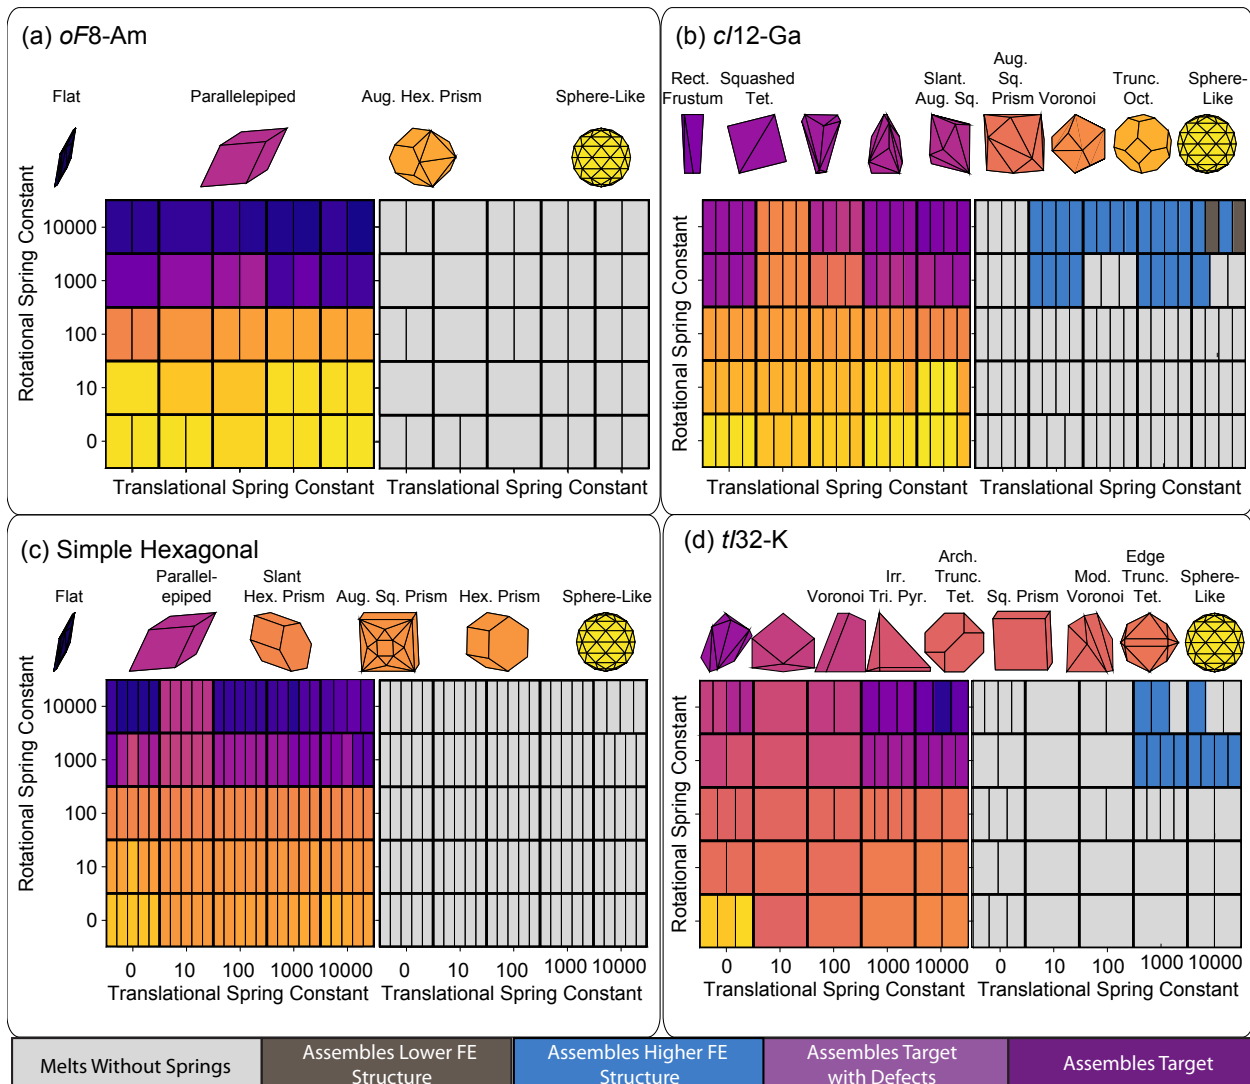 (a) oF8-Am
Flat
Parallelepiped
Aug. Hex. Prism
Sphere-Like
Rotational Spring Constant
10000
1000
100
10
0
Translational Spring Constant
Translational Spring Constant
(b) cI12-Ga
Rect.
Frustum
Squashed
Tet.
Slant.
Aug. Sq.
Aug.
Sq.
Prism
Voronoi
Trunc.
Oct.
Sphere-
Like
Rotational Spring Constant
Translational Spring Constant
Translational Spring Constant
(c) Simple Hexagonal
Flat
Parallel-
epiped
Slant
Hex. Prism
Aug. Sq. Prism
Hex. Prism
Sphere-Like
Rotational Spring Constant
10000
1000
100
10
0
0 10 100 1000 10000
0 10 100 1000 10000
Translational Spring Constant
Translational Spring Constant
(d) tI32-K
Voronoi
Irr.
Tri. Pyr.
Arch.
Trunc.
Tet.
Sq. Prism
Mod.
Voronoi
Edge
Trunc.
Tet.
Sphere-
Like
Rotational Spring Constant
0 10 100 1000 10000
0 10 100 1000 10000
Translational Spring Constant
Translational Spring Constant
Melts Without Springs
Assembles Lower FE
Structure
Assembles Higher FE
Structure
Assembles Target
with Defects
Assembles Target